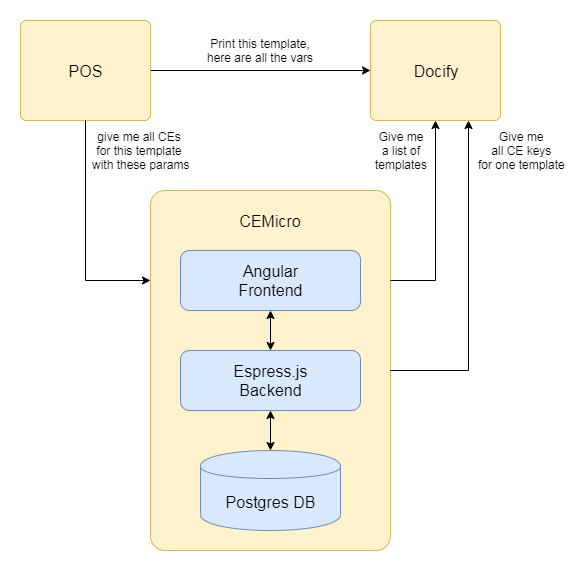 POS
Print this template,
here are all the vars
Docify
give me all CEs
for this template
with these params
Give me
a list of
templates
Give me
all CE keys
for one template
CEMicro
Angular
Frontend
Espress.js
Backend
Postgres DB